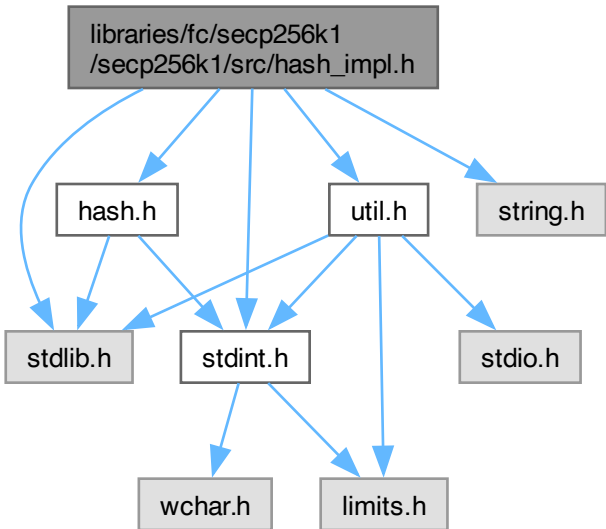 libraries/fc/secp256k1
/secp256k1/src/hash_impl.h
hash.h
util.h
string.h
stdlib.h
stdint.h
stdio.h
wchar.h
limits.h